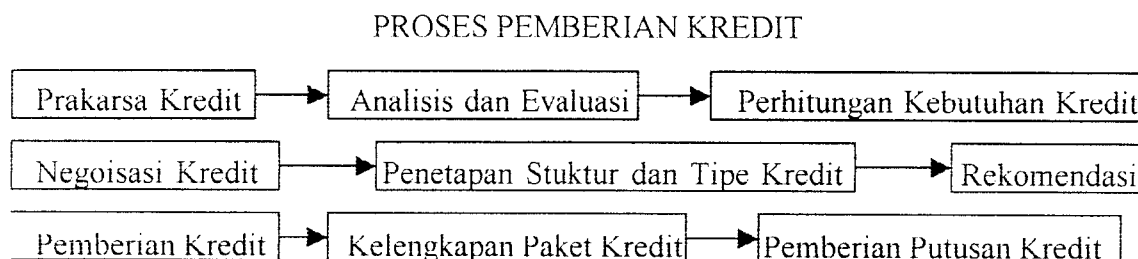 PROSES PEMBERIAN KREDIT
Prakarsa Kredit Analisis dan Evaluasi Perhitungan Kebutuhan Kredit
Negoisasi Kredit Penetapan Stuktur dan Tipe Kredit Rekomendasi
Pemberian Kredit Kelengkapan Paket Kredit Pemberian Putusan Kredit